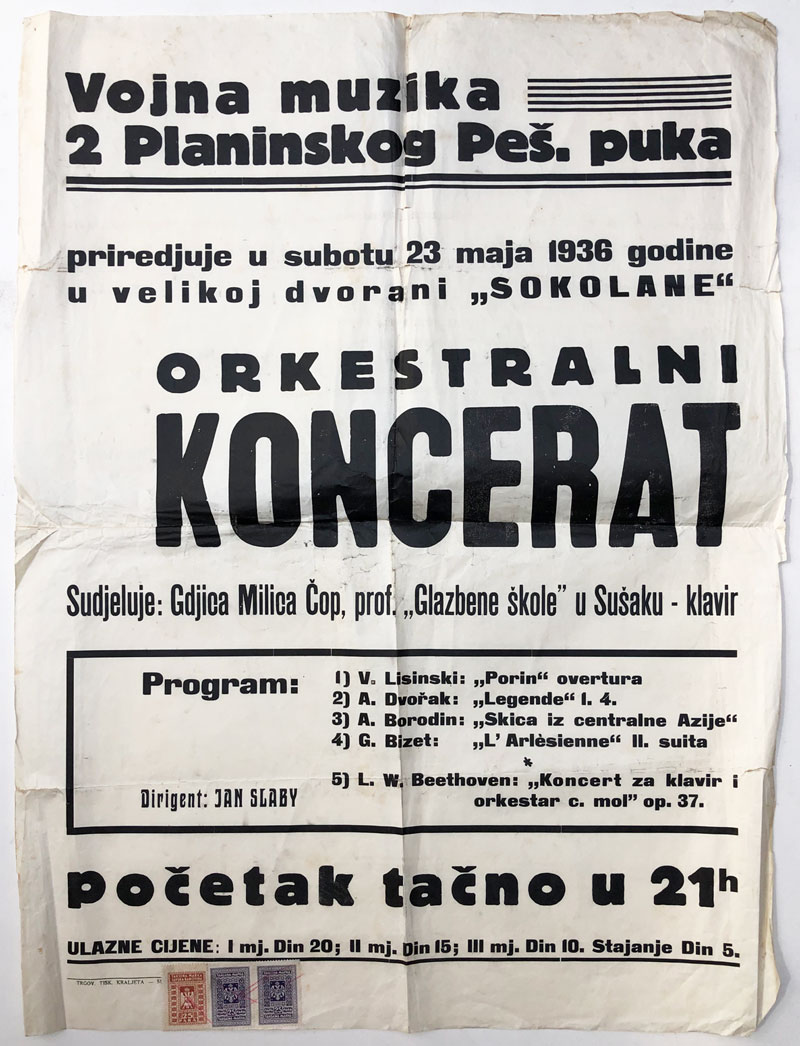 Vojna muzika
2 Planinskog Peš. puka
priredjuje u subotu 23 maja 1936 godine
u velikoj dvorani „SOKOLANE“
ORKESTRALNI
KONCERAT
Sudjeluje: Gdjica Milica Čop, prof. „Glazbene škole” u Sušaku - klavir
Program:
1) V. Lisinski: „Porin“ overtura
2) A. Dvořak: „Legende“ I. 4.
3) A. Borodin: „Skica iz centralne Azije“
4) G. Bizet: „L’ Arlèsienne“ II. suita
*
5) L. W. Beethoven: „Koncert za klavir i
orkestar c. mol” op. 37.
Dirigent: JAN SLABY
početak tačno u 21h
ULAZNE CIJENE: I mj. Din 20; II mj. Din 15; III mj. Din 10. Stajanje Din 5.
TRGOV. TISK. KRALJETA —